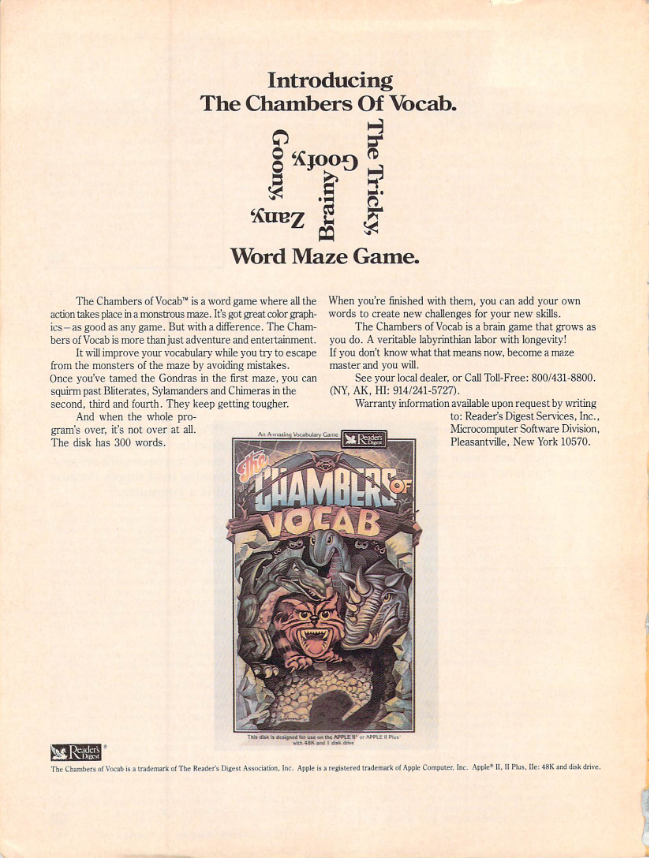 Introducing
The Chambers Of Vocab.
The Tricky,
Goofy,
Brainy
Zany,
Goony,
Word Maze Game.
The Chambers of Vocab™ is a word game where all the
action takes place in a monstrous maze. It's got great color graph-
ics—as good as any game. But with a difference. The Cham-
bers of Vocab is more than just adventure and entertainment.
It will improve your vocabulary while you try to escape
from the monsters of the maze by avoiding mistakes.
Once you've tamed the Gondras in the first maze, you can
squirm past Bliterates, Sylamanders and Chimeras in the
second, third and fourth. They keep getting tougher.
And when the whole pro-
gram's over, it's not over at all.
The disk has 300 words.
When you're finished with them, you can add your own
words to create new challenges for your new skills.
The Chambers of Vocab is a brain game that grows as
you do. A veritable labyrinthian labor with longevity!
If you don't know what that means now, become a maze
master and you will.
See your local dealer, or Call Toll-Free: 800/431-8800.
(NY, AK, HI: 914/241-5727).
Warranty information available upon request by writing
to: Reader's Digest Services, Inc.,
Microcomputer Software Division,
Pleasantville, New York 10570.
An Amazing Vocabulary Game
Reader's
Digest
The
CHAMBERS OF
VOCAB
This disk is designed for use on the APPLE II® or APPLE II Plus
with 48K and 1 disk drive
Reader's
Digest®
The Chambers of Vocab is a trademark of The Reader's Digest Association, Inc. Apple is a registered trademark of Apple Computer, Inc. Apple® II, II Plus, IIe: 48K and disk drive.